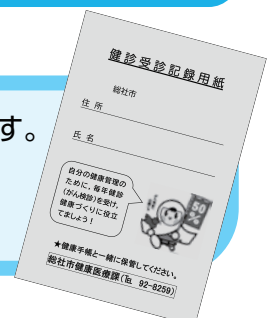 健診受診記録用紙
総社市
住所
氏名
す。
自分の健康管理の
ために、毎年健診
(がん検診)を受け、
健康づくりに役立
てましょう!
★健康手帳と一緒に保管してください。
総社市健康医療課(℡ 92-8259)